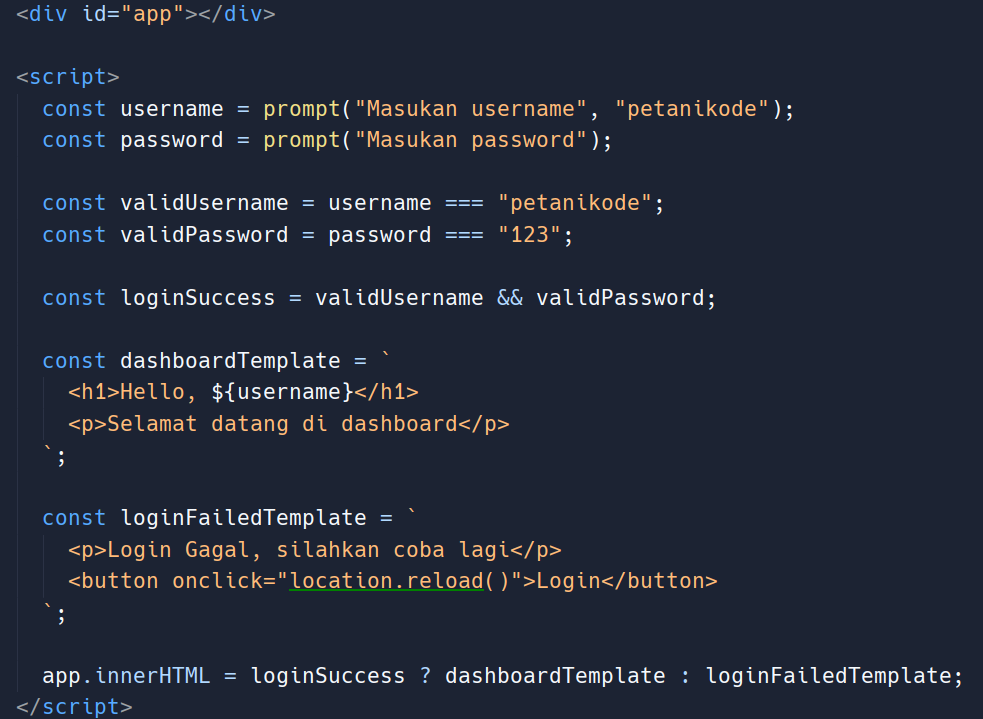 <div id="app"></div>
<script>
const username = prompt("Masukan username", "petanikode");
const password = prompt("Masukan password");
const validUsername = username === "petanikode";
const validPassword = password === "123";
const loginSuccess = validUsername && validPassword;
const dashboardTemplate = `
<h1>Hello, ${username}</h1>
<p>Selamat datang di dashboard</p>
`;
const loginFailedTemplate = `
<p>Login Gagal, silahkan coba lagi</p>
<button onclick="location.reload()">Login</button>
`;
app.innerHTML = loginSuccess ? dashboardTemplate : loginFailedTemplate;
</script>